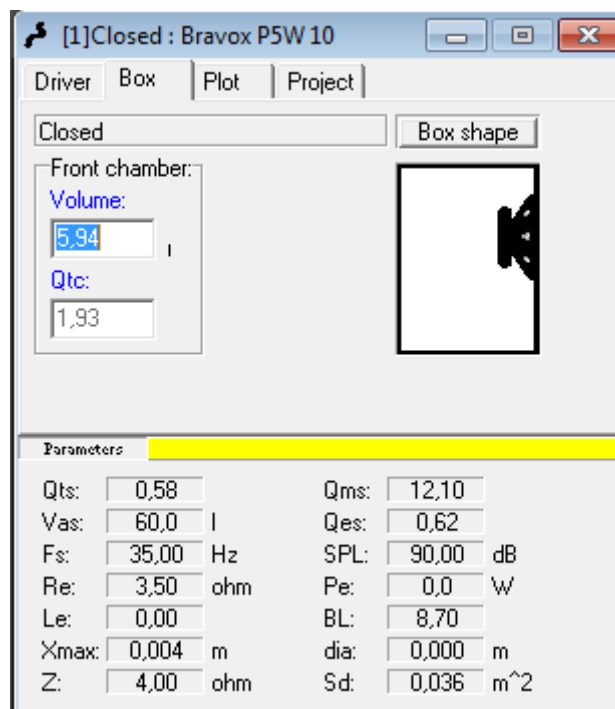 [1]Closed : Bravox P5W 10
Driver Box Plot Project
Closed Box shape
Front chamber:
Volume:
5,94 l
Qtc:
1,93
Parameters
Qts: 0,58 Qms: 12,10
Vas: 60,0 l Qes: 0,62
Fs: 35,00 Hz SPL: 90,00 dB
Re: 3,50 ohm Pe: 0,0 W
Le: 0,00 BL: 8,70
Xmax: 0,004 m dia: 0,000 m
Z: 4,00 ohm Sd: 0,036 m^2